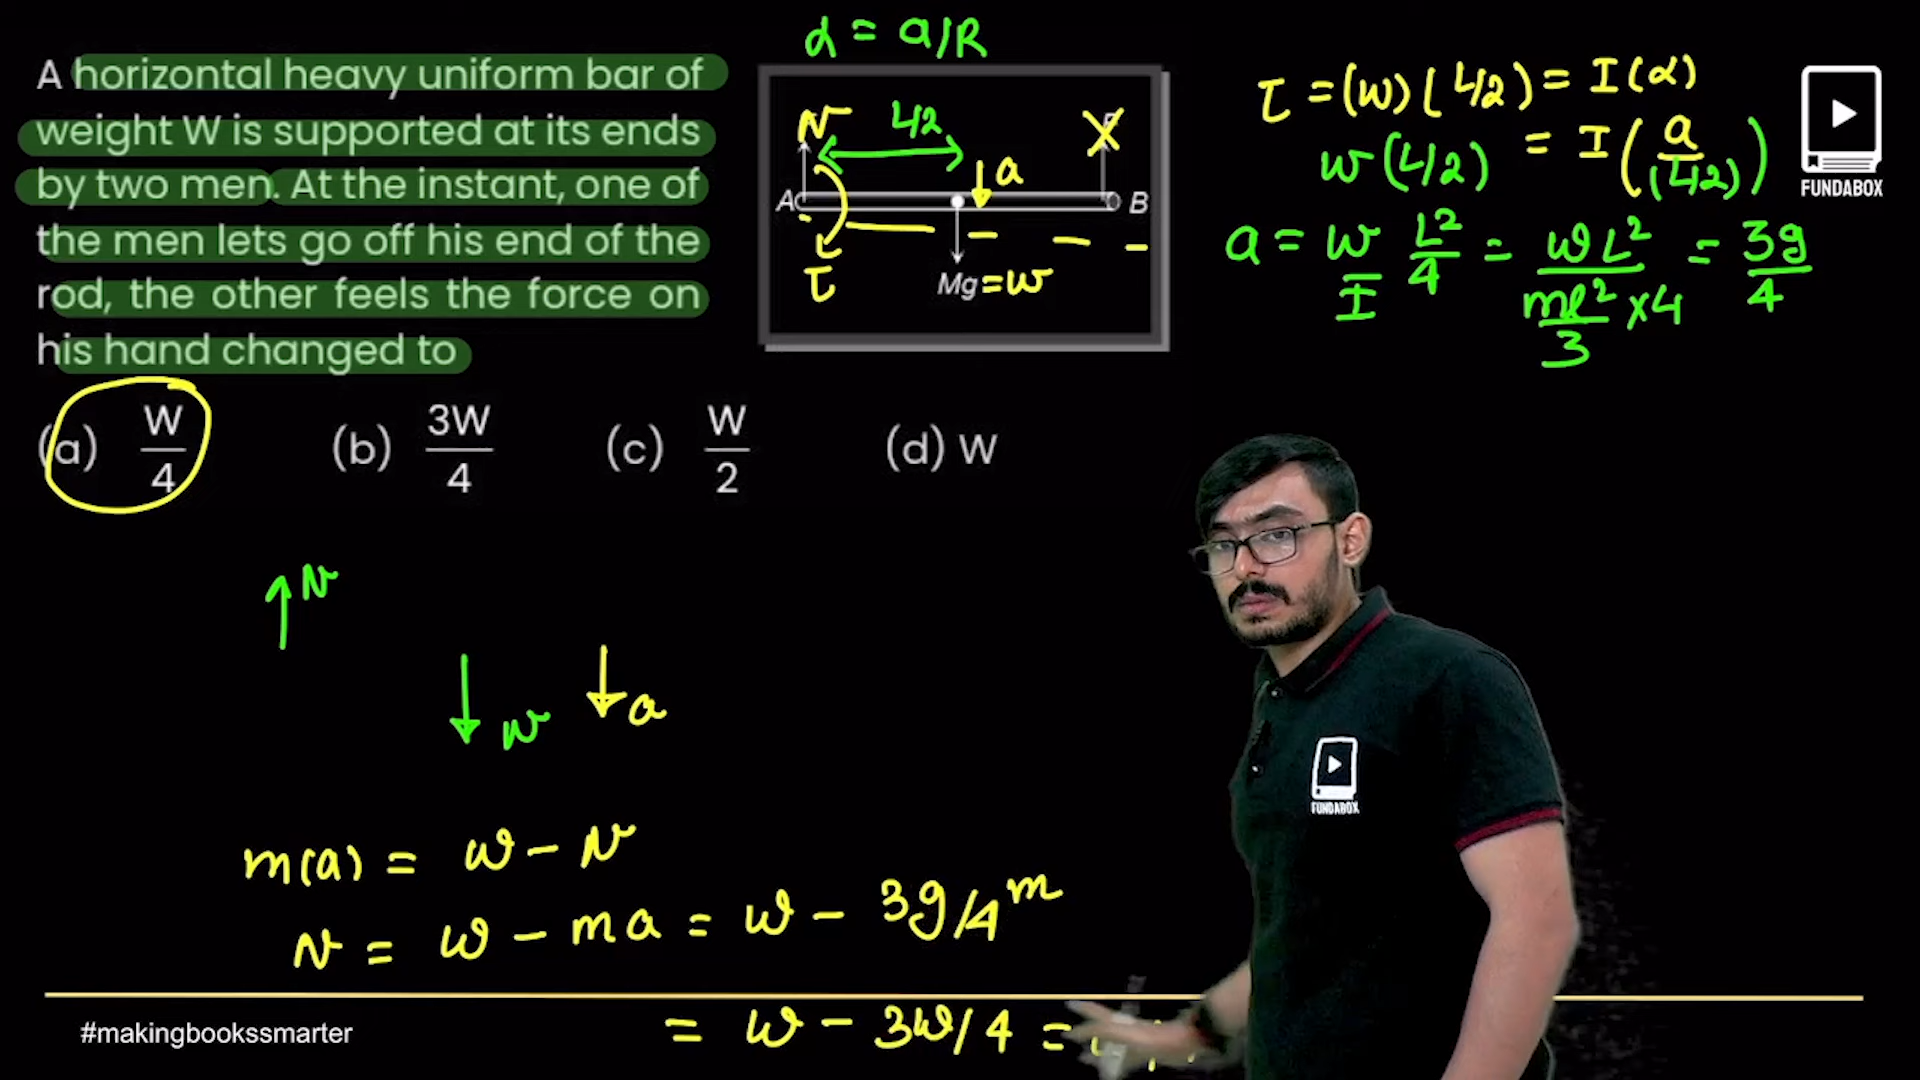 α = a/R
A horizontal heavy uniform bar of
weight W is supported at its ends
by two men. At the instant, one of
the men lets go off his end of the
rod, the other feels the force on
his hand changed to
(a) W/4 (b) 3W/4 (c) W/2 (d) W
N L/2
a
A B
τ Mg = W
τ = (W) (L/2) = I(α)
W (L/2) = I (a/(L/2))
a = W/I L²/4 = WL²/(mℓ²/3 × 4) = 3g/4
FUNDABOX
↑ N
↓ W ↓ a
FUNDABOX
m(a) = W - N
N = W - ma = W - 3g/4 m
= W - 3W/4 =
#makingbookssmarter